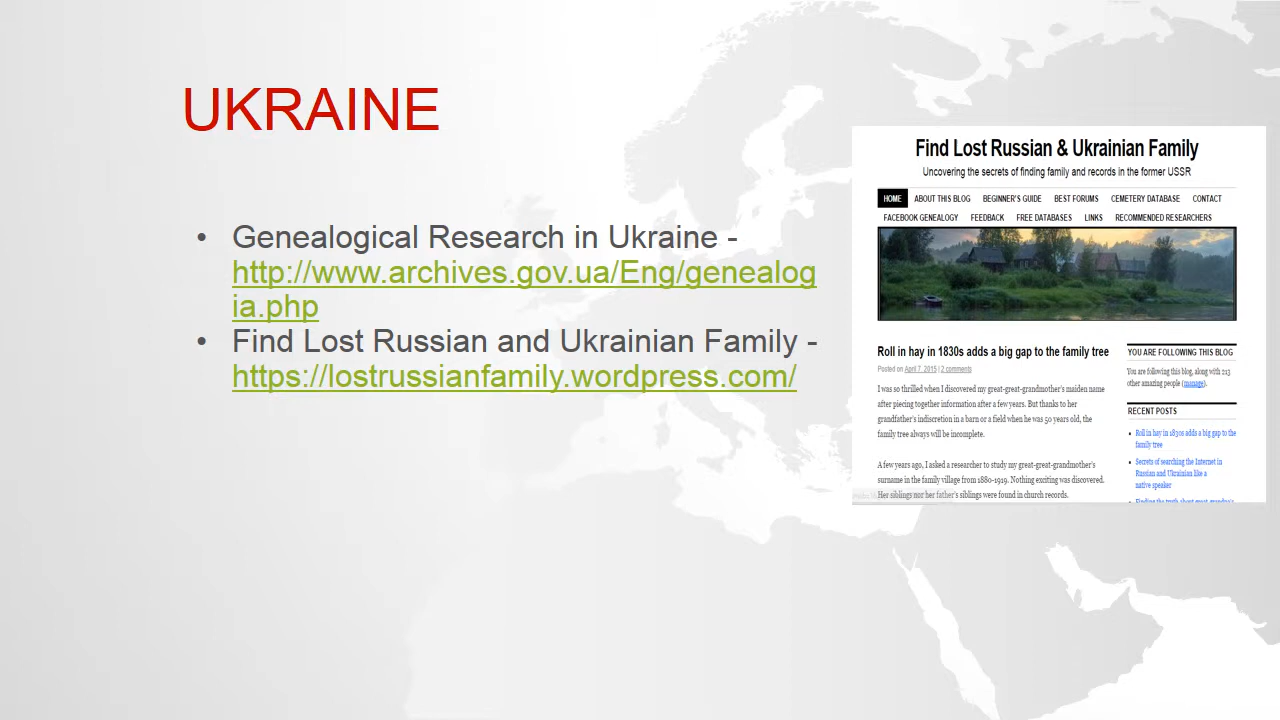 UKRAINE
• Genealogical Research in Ukraine -
http://www.archives.gov.ua/Eng/genealog
ia.php
• Find Lost Russian and Ukrainian Family -
https://lostrussianfamily.wordpress.com/
Find Lost Russian & Ukrainian Family
Uncovering the secrets of finding family and records in the former USSR
HOME ABOUT THIS BLOG BEGINNER'S GUIDE BEST FORUMS CEMETERY DATABASE CONTACT
FACEBOOK GENEALOGY FEEDBACK FREE DATABASES LINKS RECOMMENDED RESEARCHERS
Roll in hay in 1830s adds a big gap to the family tree
Posted on April 7, 2015 | 2 comments
I was so thrilled when I discovered my great-great-grandmother's maiden name
after piecing together information after a few years. But thanks to her
grandfather's indiscretion in a barn or a field when he was 50 years old, the
family tree always will be incomplete.
A few years ago, I asked a researcher to study my great-great-grandmother's
surname in the family village from 1880-1919. Nothing exciting was discovered.
Her siblings nor her father's siblings were found in church records.
YOU ARE FOLLOWING THIS BLOG
You are following this blog, along with 213
other amazing people (manage).
RECENT POSTS
• Roll in hay in 1830s adds a big gap to the
family tree
• Secrets of searching the Internet in
Russian and Ukrainian like a
native speaker
• Finding the truth about great-grandpa's